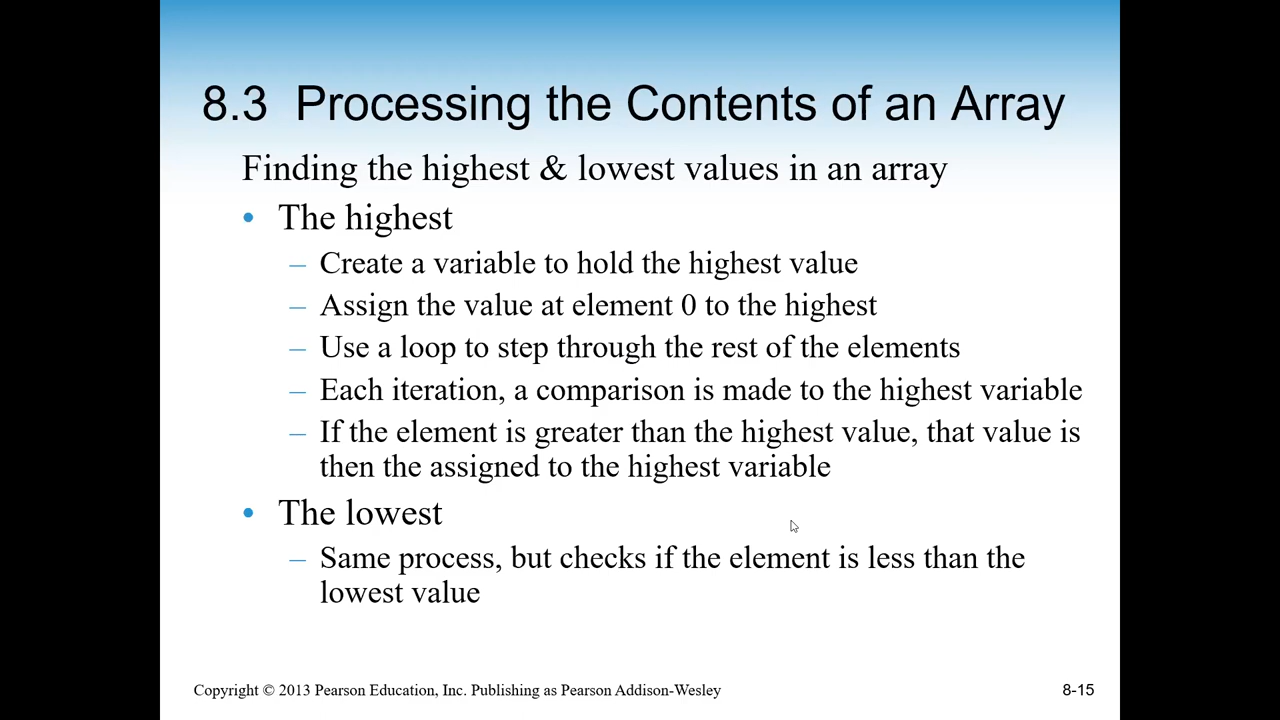 8.3 Processing the Contents of an Array
Finding the highest & lowest values in an array
• The highest
– Create a variable to hold the highest value
– Assign the value at element 0 to the highest
– Use a loop to step through the rest of the elements
– Each iteration, a comparison is made to the highest variable
– If the element is greater than the highest value, that value is
then the assigned to the highest variable
• The lowest
– Same process, but checks if the element is less than the
lowest value
Copyright © 2013 Pearson Education, Inc. Publishing as Pearson Addison-Wesley
8-15